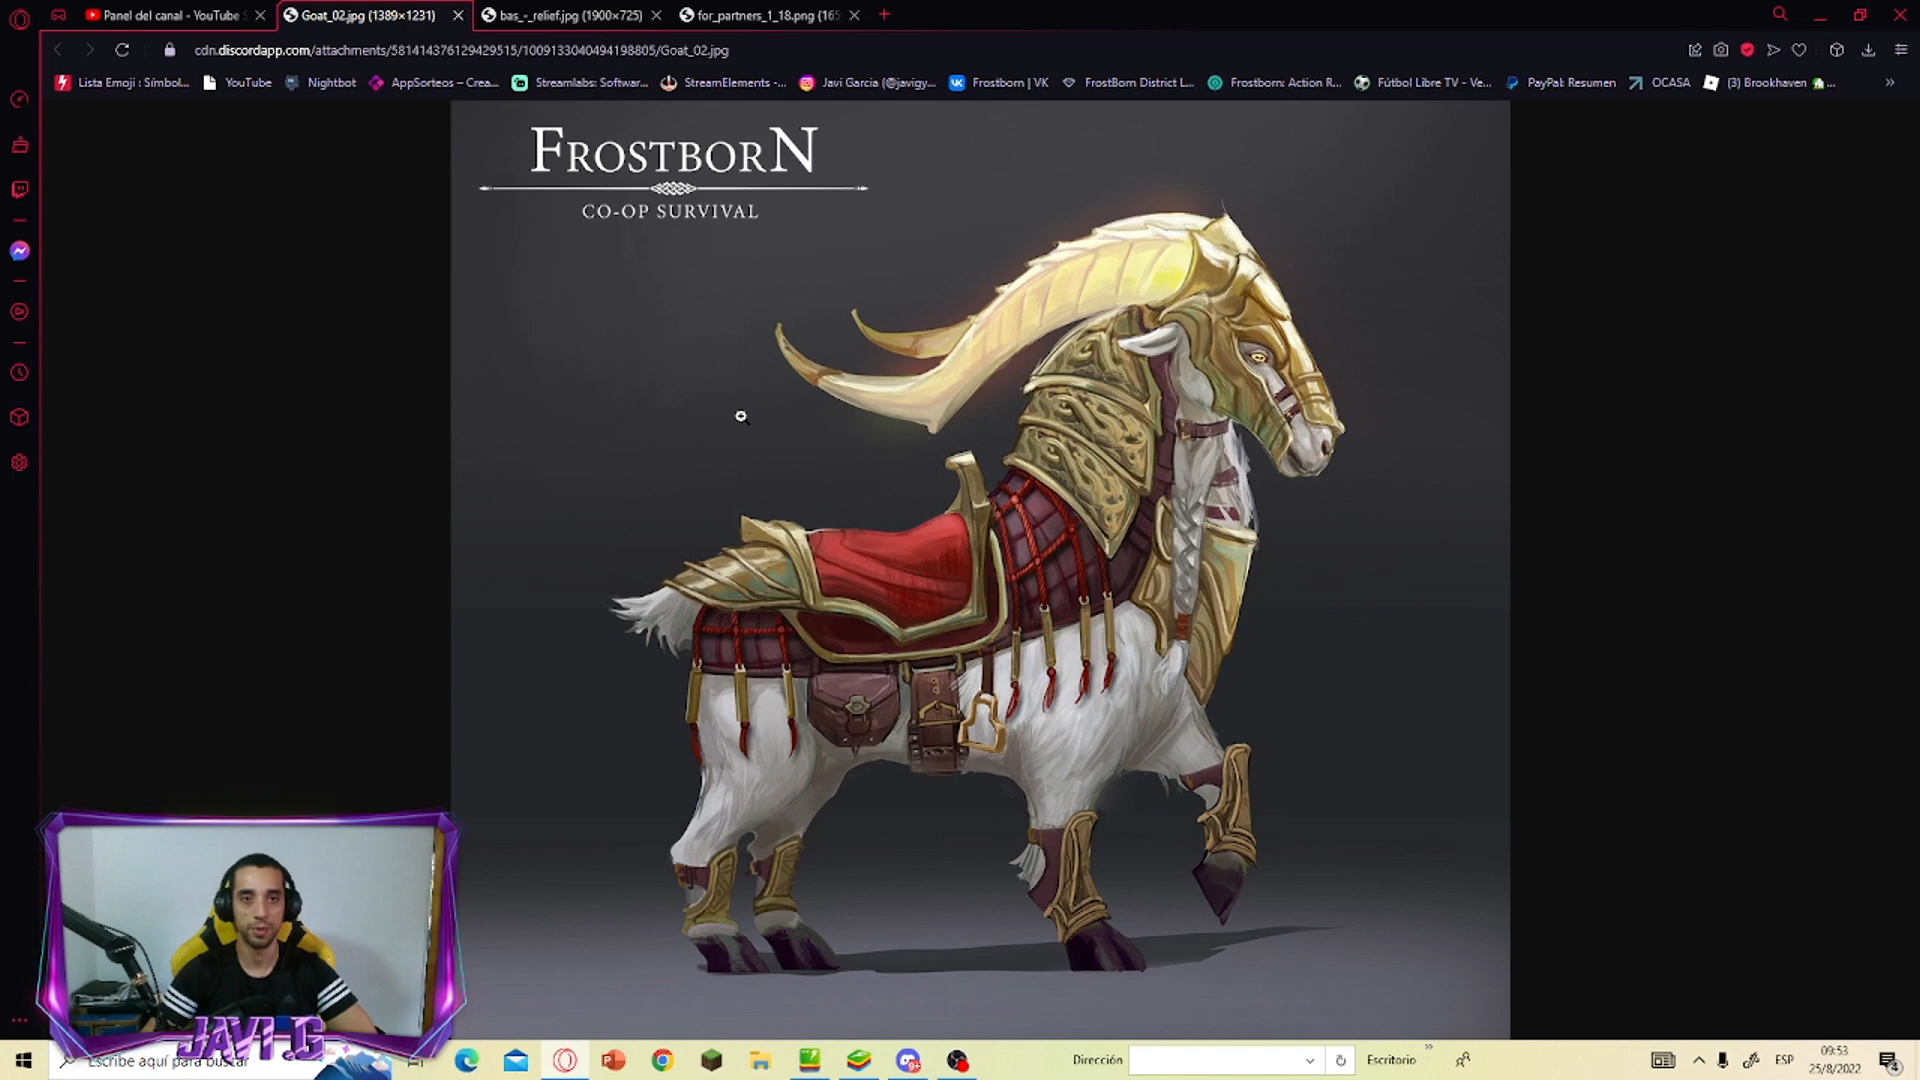 Panel del canal - YouTube S
Goat_02.jpg (1389×1231)
bas_-_relief.jpg (1900×725)
for_partners_1_18.png (165
cdn.discordapp.com/attachments/581414376129429515/1009133040494198805/Goat_02.jpg
Lista Emoji : Símbol...
YouTube
Nightbot
AppSorteos – Crea...
Streamlabs: Softwar...
StreamElements -...
Javi Garcia (@javigy...
Frostborn | VK
FrostBorn District L...
Frostborn: Action R...
Fútbol Libre TV – Ve...
PayPal: Resumen
OCASA
(3) Brookhaven 🏡...
FROSTBORN
CO-OP SURVIVAL
JAVI.G
Escribe aquí para buscar
Dirección
Escritorio
ESP
09:53
25/8/2022
4